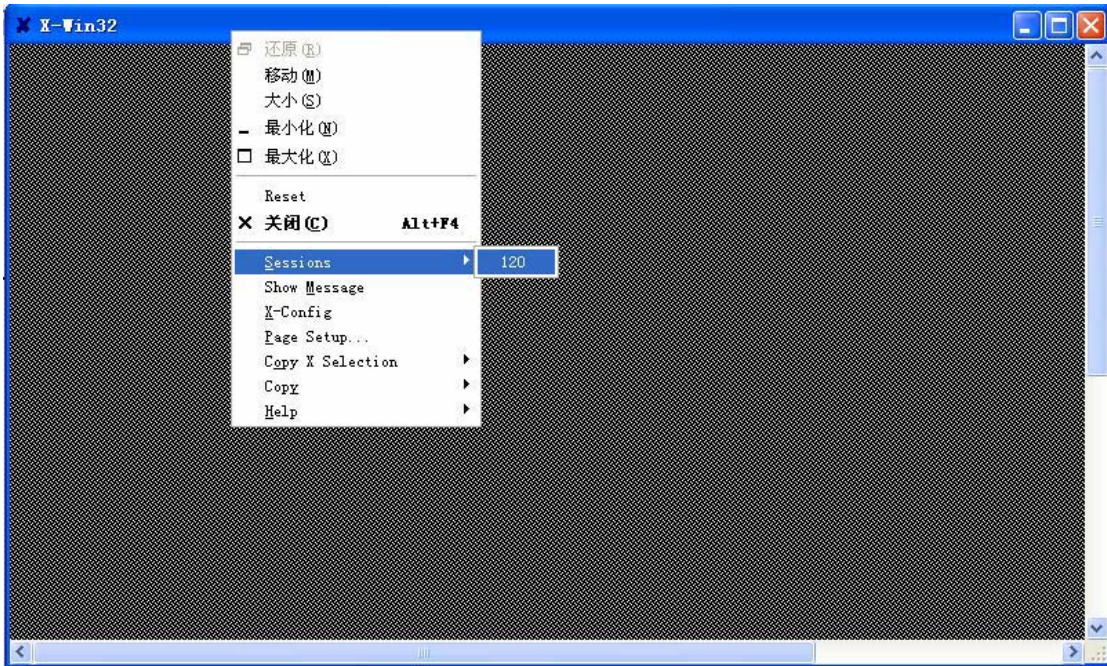 X-Win32
还原(R)
移动(M)
大小(S)
最小化(N)
最大化(X)
Reset
关闭(C) Alt+F4
Sessions 120
Show Message
X-Config
Page Setup...
Copy X Selection
Copy
Help